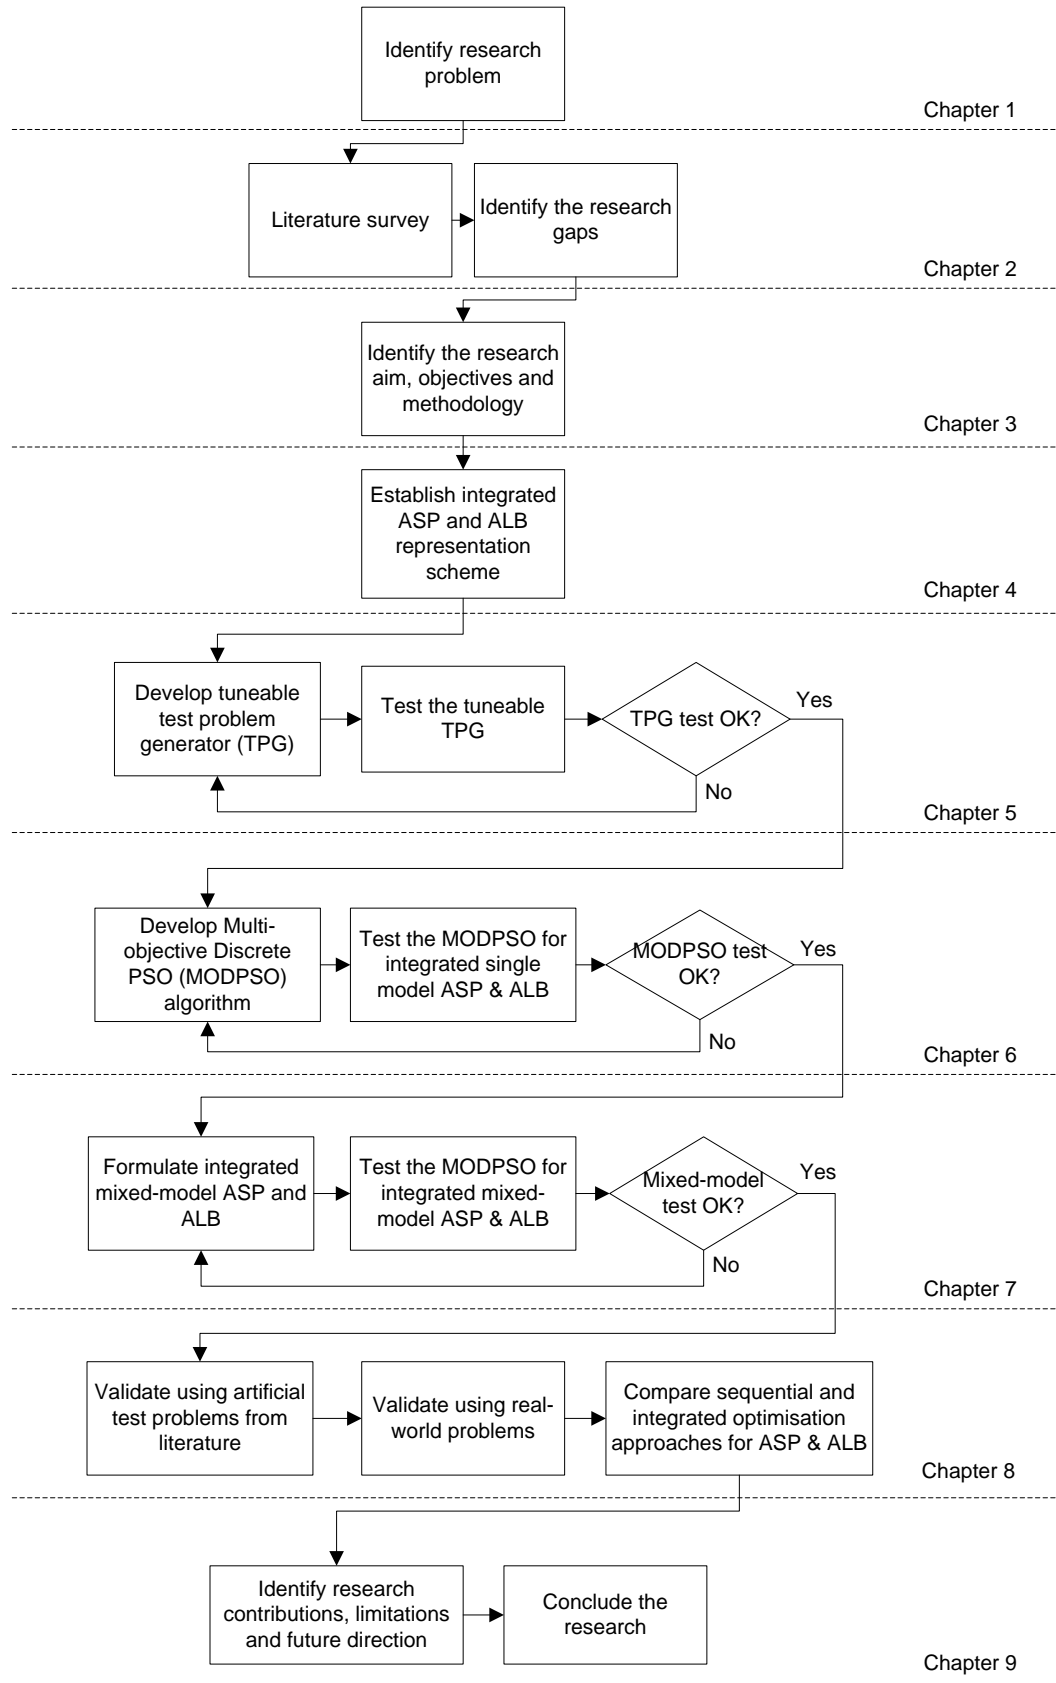 Identify research
problem
Chapter 1
Literature survey
Identify the research
gaps
Chapter 2
Identify the research
aim, objectives and
methodology
Chapter 3
Establish integrated
ASP and ALB
representation
scheme
Chapter 4
Develop tuneable
test problem
generator (TPG)
Test the tuneable
TPG
TPG test OK?
Yes
No
Chapter 5
Develop Multi-
objective Discrete
PSO (MODPSO)
algorithm
Test the MODPSO for
integrated single
model ASP & ALB
MODPSO test
OK?
Yes
No
Chapter 6
Formulate integrated
mixed-model ASP and
ALB
Test the MODPSO for
integrated mixed-
model ASP & ALB
Mixed-model
test OK?
Yes
No
Chapter 7
Validate using artificial
test problems from
literature
Validate using real-
world problems
Compare sequential and
integrated optimisation
approaches for ASP & ALB
Chapter 8
Identify research
contributions, limitations
and future direction
Conclude the
research
Chapter 9